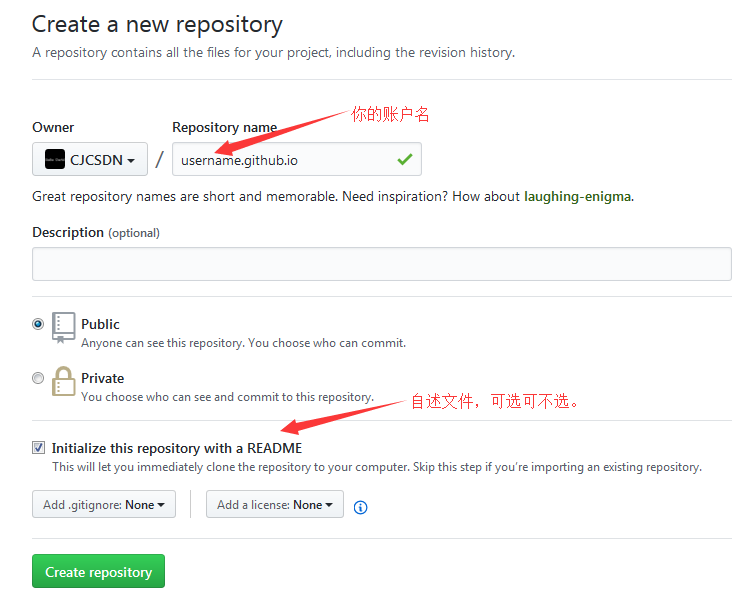 Create a new repository
A repository contains all the files for your project, including the revision history.
你的账户名
Owner
Repository name
CJCSDN
/
username.github.io
Great repository names are short and memorable. Need inspiration? How about laughing-enigma.
Description (optional)
Public
Anyone can see this repository. You choose who can commit.
Private
You choose who can see and commit to this repository.
自述文件，可选可不选。
Initialize this repository with a README
This will let you immediately clone the repository to your computer. Skip this step if you’re importing an existing repository.
Add .gitignore: None
Add a license: None
Create repository